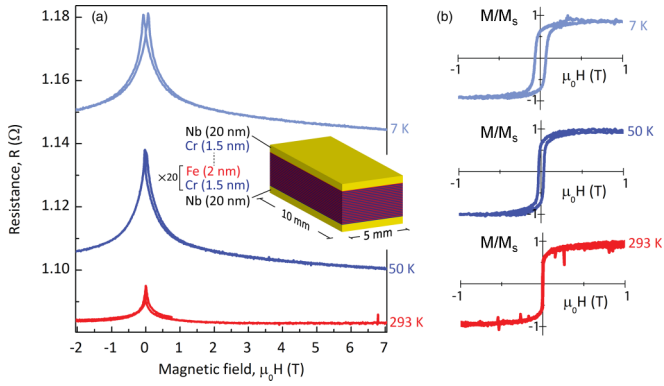 (a)
1.18
1.16
1.14
1.12
1.10
Resistance, R (Ω)
7 K
50 K
293 K
Nb (20 nm)
Cr (1.5 nm)
×20
Fe (2 nm)
Cr (1.5 nm)
Nb (20 nm)
10 mm
5 mm
-2 -1 0 1 2 3 4 5 6 7
Magnetic field, μ₀H (T)
(b)
M/Mₛ
1
7 K
-1
1
-1
μ₀H (T)
M/Mₛ
1
50 K
-1
1
-1
μ₀H (T)
M/Mₛ
1
293 K
-1
1
-1
μ₀H (T)